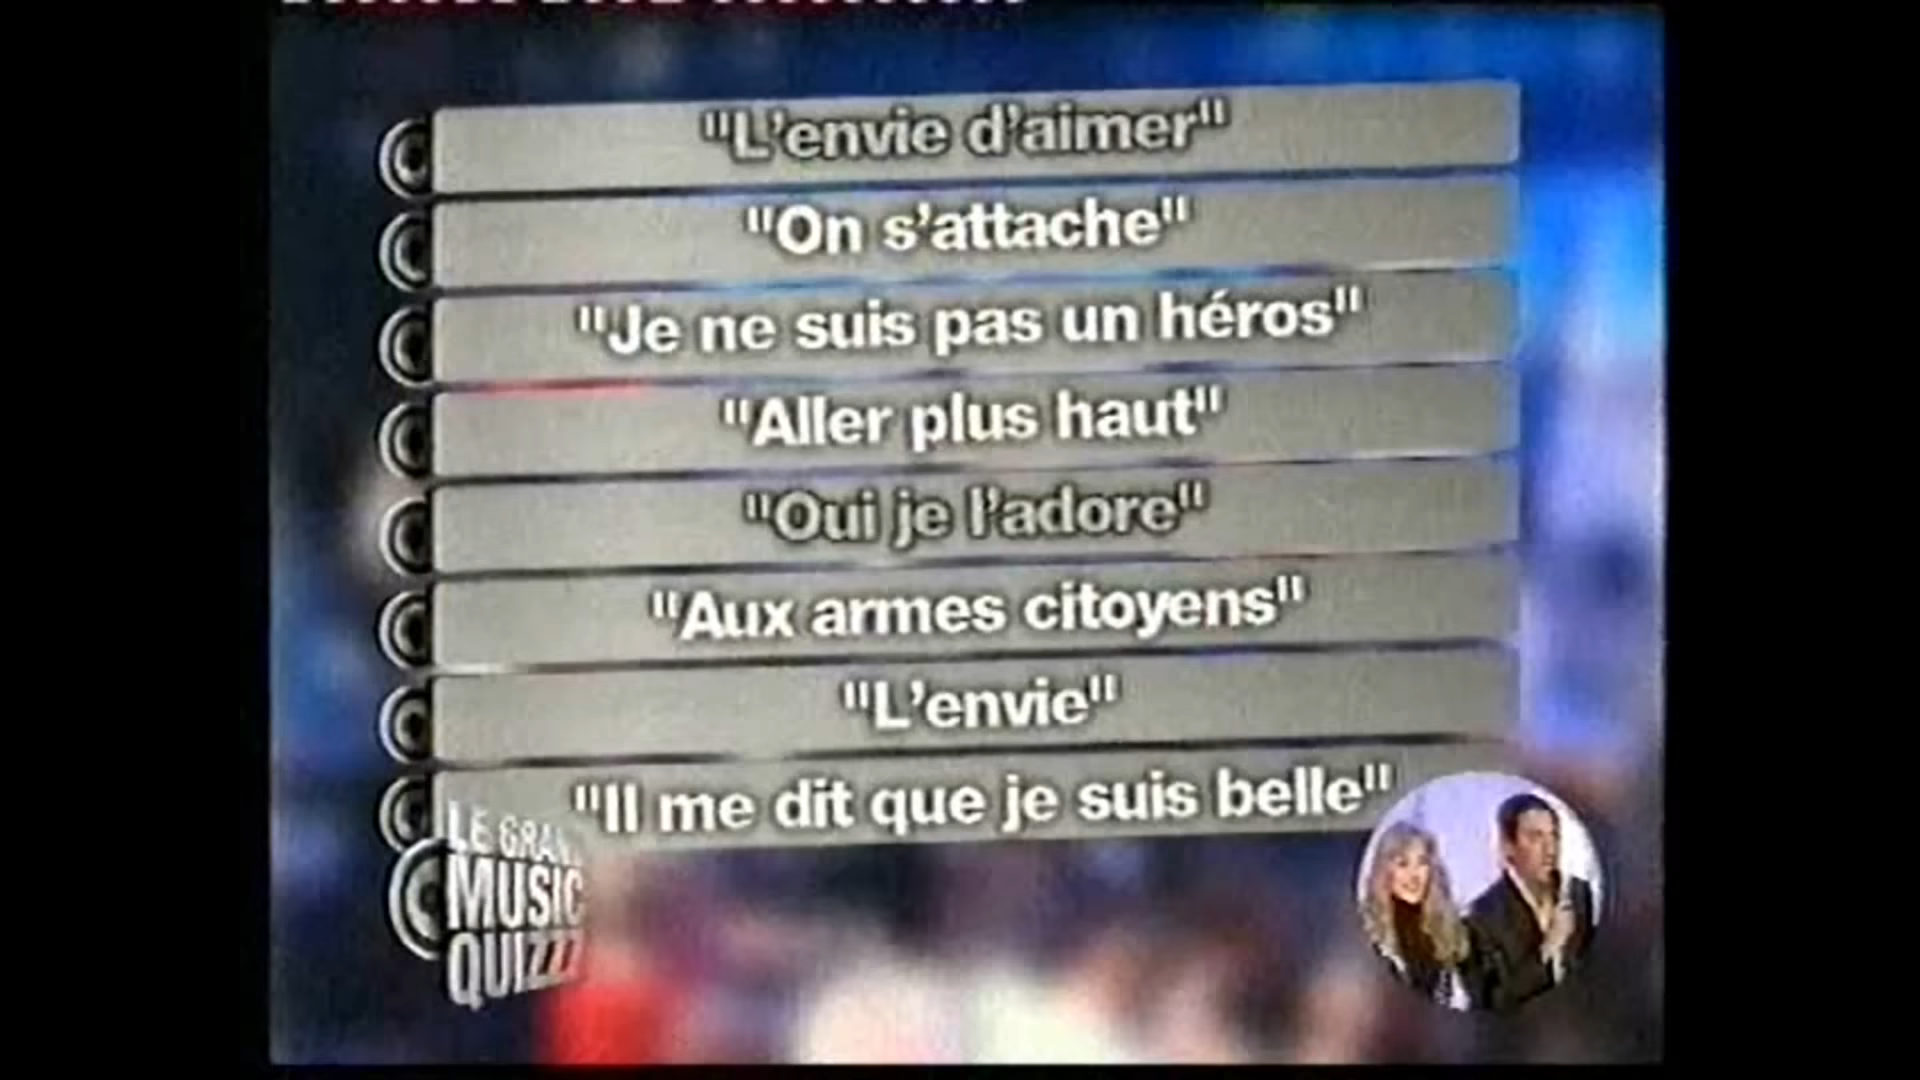 "L'envie d'aimer"
"On s'attache"
"Je ne suis pas un héros"
"Aller plus haut"
"Oui je l'adore"
"Aux armes citoyens"
"L'envie"
"Il me dit que je suis belle"
LE GRAND
MUSIC
QUIZZZ